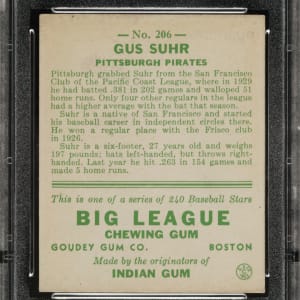 — No. 206 —
GUS SUHR
PITTSBURGH PIRATES
Pittsburgh grabbed Suhr from the San Francisco
Club of the Pacific Coast League, where in 1929
he had batted .381 in 202 games and walloped 51
home runs. Only four other regulars in the league
had a higher average with the bat that season.
Suhr is a native of San Francisco and started
his baseball career in independent circles there.
He won a regular place with the Frisco club
in 1926.
Suhr is a six-footer, 27 years old and weighs
197 pounds; bats left-handed, but throws right-
handed. Last year he hit .263 in 154 games and
made 5 home runs.
This is one of a series of 240 Baseball Stars
BIG LEAGUE
CHEWING GUM
GOUDEY GUM CO. BOSTON
Made by the originators of
INDIAN GUM